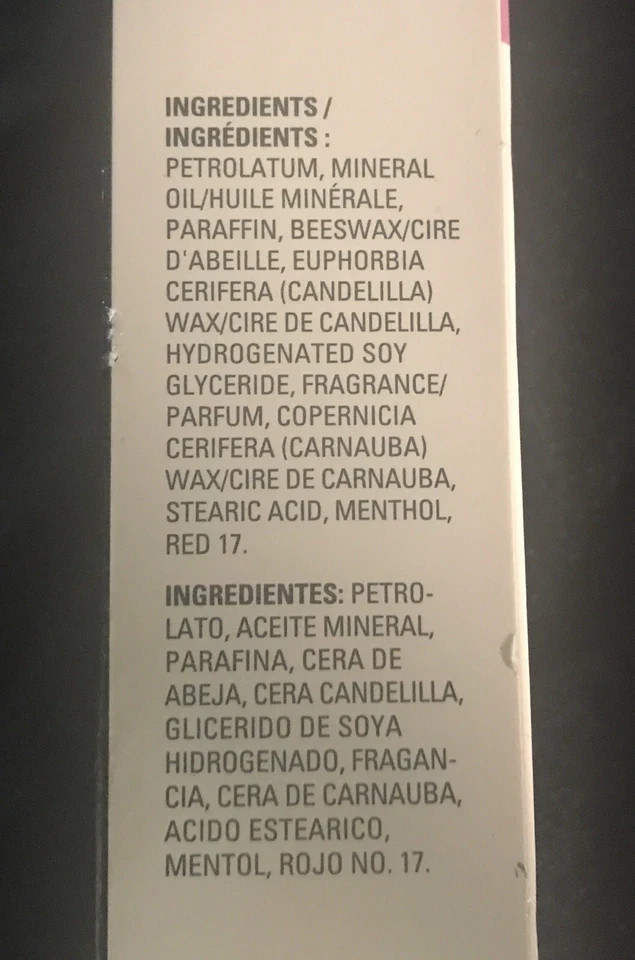 INGREDIENTS /
INGRÉDIENTS :
PETROLATUM, MINERAL
OIL/HUILE MINÉRALE,
PARAFFIN, BEESWAX/CIRE
D'ABEILLE, EUPHORBIA
CERIFERA (CANDELILLA)
WAX/CIRE DE CANDELILLA,
HYDROGENATED SOY
GLYCERIDE, FRAGRANCE/
PARFUM, COPERNICIA
CERIFERA (CARNAUBA)
WAX/CIRE DE CARNAUBA,
STEARIC ACID, MENTHOL,
RED 17.
INGREDIENTES: PETRO-
LATO, ACEITE MINERAL,
PARAFINA, CERA DE
ABEJA, CERA CANDELILLA,
GLICERIDO DE SOYA
HIDROGENADO, FRAGAN-
CIA, CERA DE CARNAUBA,
ACIDO ESTEARICO,
MENTOL, ROJO NO. 17.